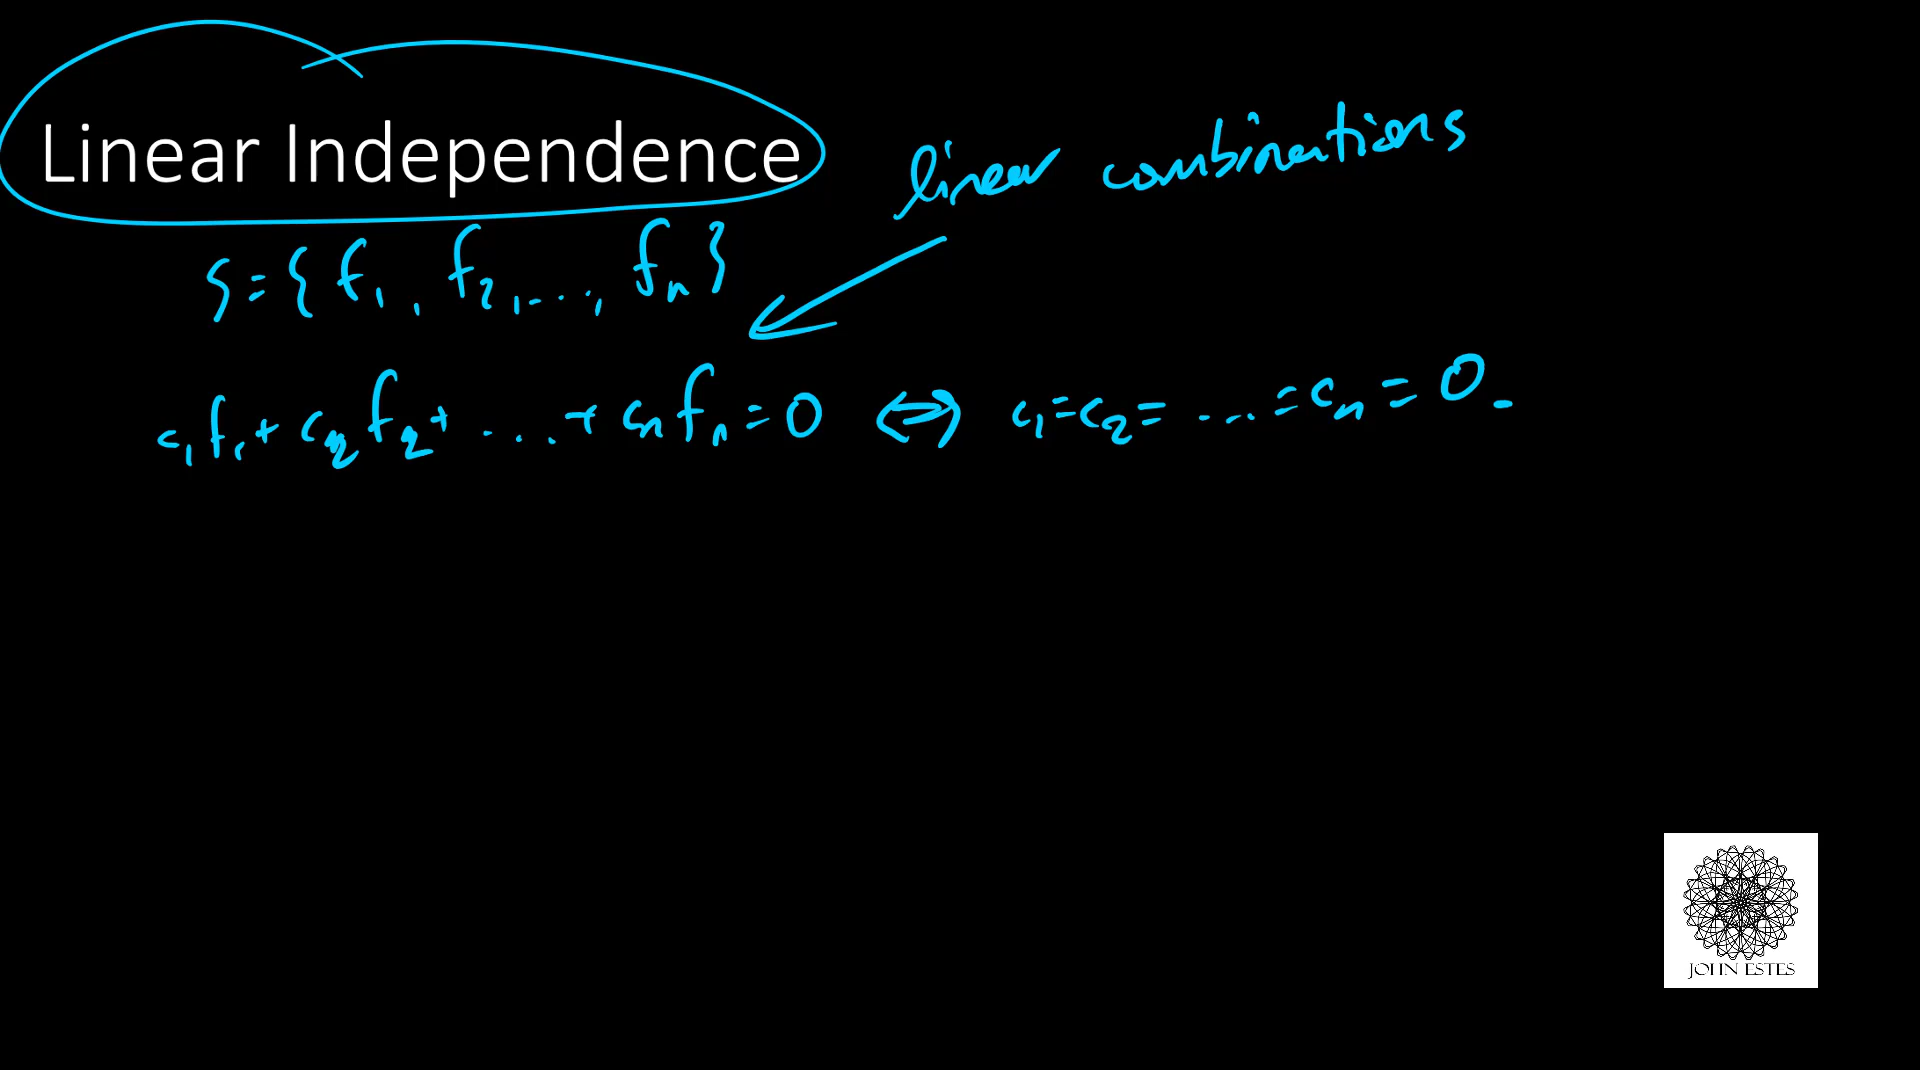 Linear Independence
linear combinations
S = { f₁, f₂, ..., fₙ }
c₁f₁ + c₂f₂ + ... + cₙfₙ = 0 ⟺ c₁ = c₂ = ... = cₙ = 0.
JOHN ESTES